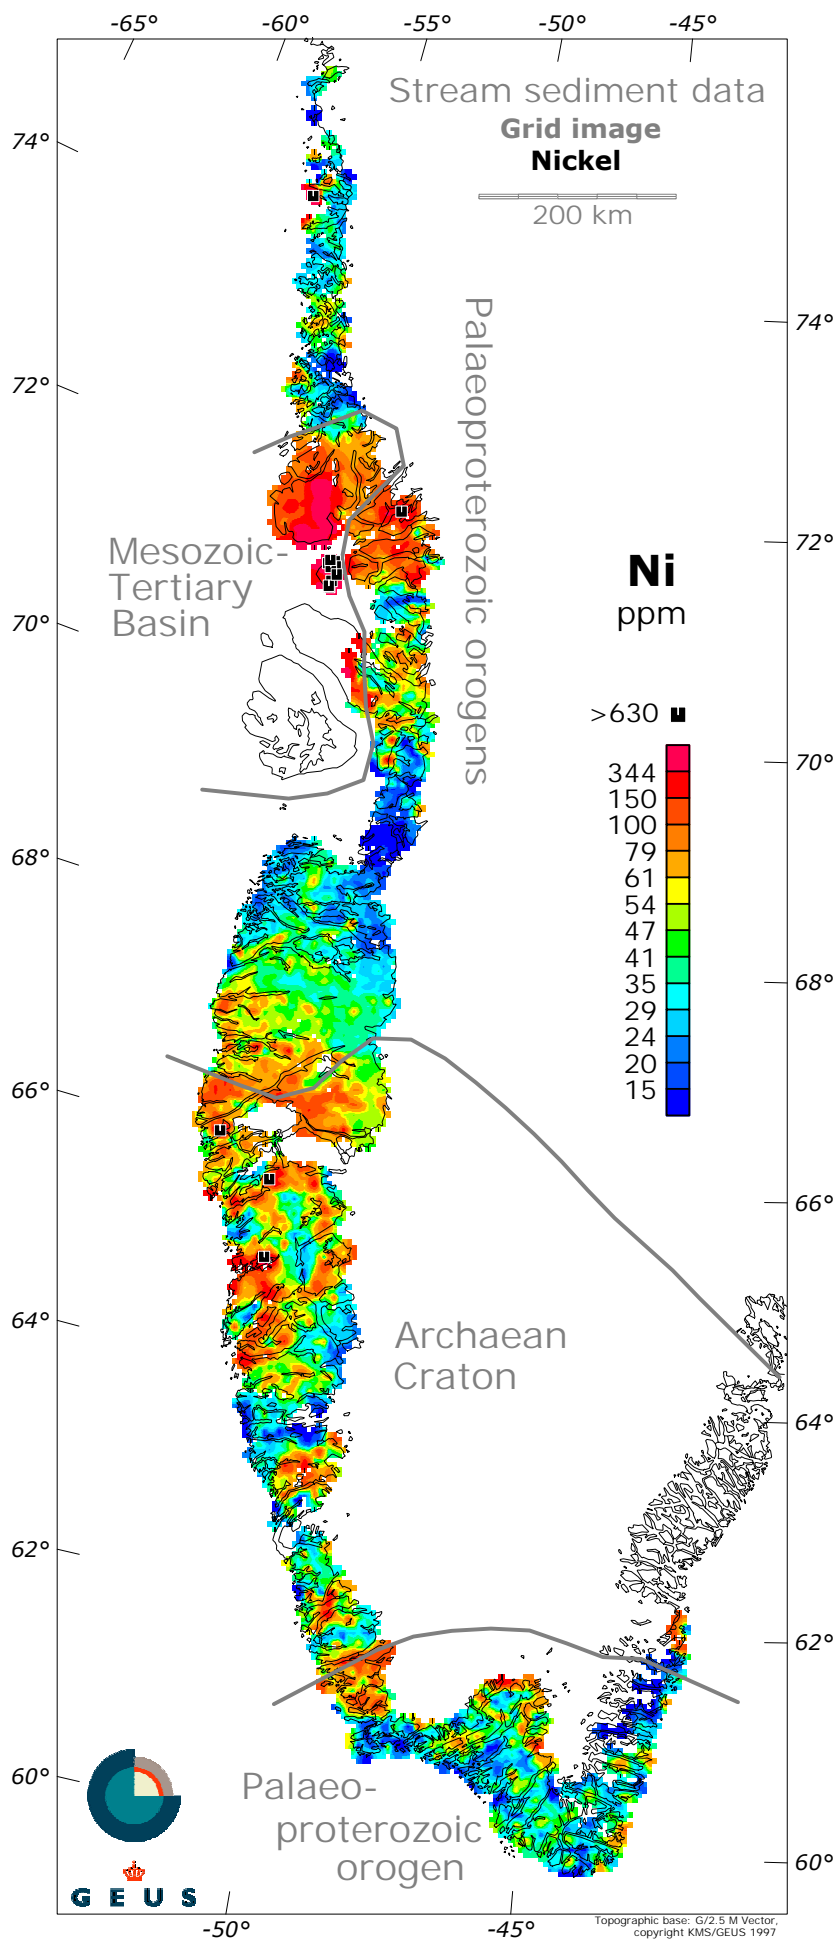 -65° -60° -55° -50° -45°
Stream sediment data
Grid image
Nickel
200 km
74°
72°
70°
68°
66°
64°
62°
60°
74°
72°
70°
68°
66°
64°
62°
60°
Palaeoproterozoic orogens
Mesozoic-
Tertiary
Basin
Ni
ppm
>630
344
150
100
79
61
54
47
41
35
29
24
20
15
Archaean
Craton
Palaeo-
proterozoic
orogen
G E U S
-50° -45°
Topographic base: G/2.5 M Vector,
copyright KMS/GEUS 1997